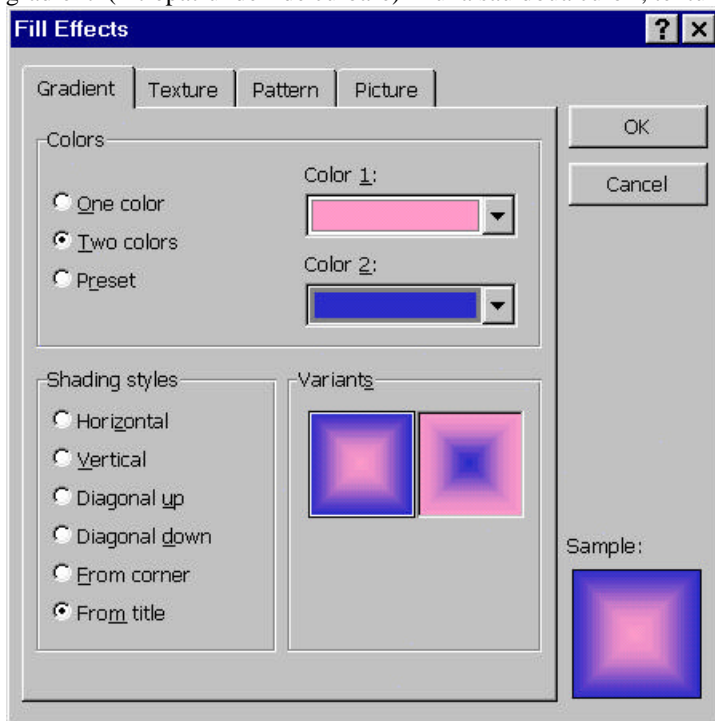 Fill Effects
Gradient Texture Pattern Picture
OK
Cancel
Colors
One color
Two colors
Preset
Color 1:
Color 2:
Shading styles
Horizontal
Vertical
Diagonal up
Diagonal down
From corner
From title
Variants
Sample: